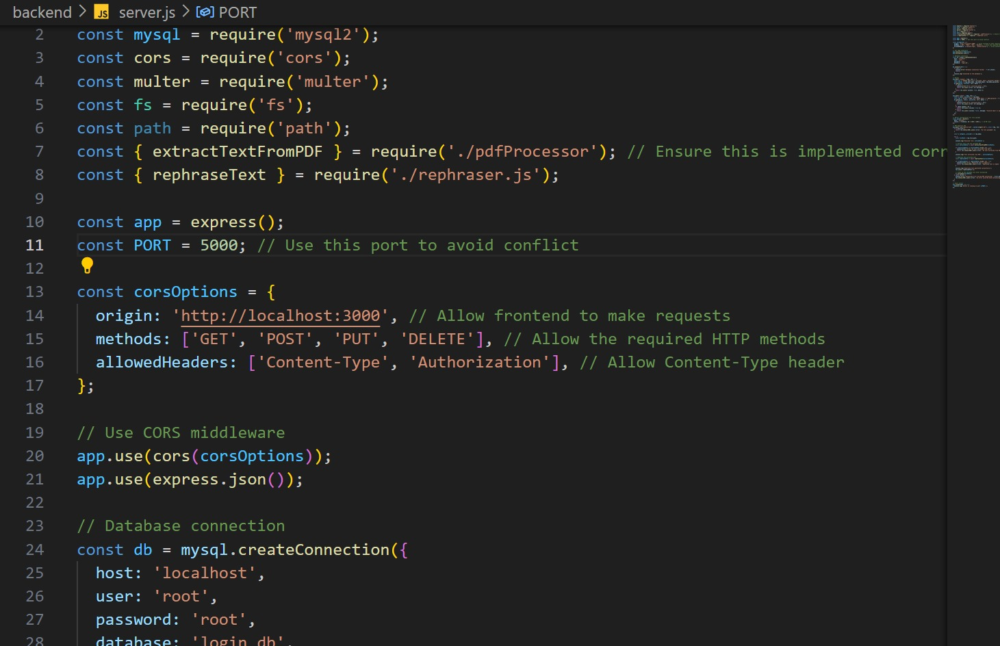 backend > JS server.js > PORT
2 const mysql = require('mysql2');
3 const cors = require('cors');
4 const multer = require('multer');
5 const fs = require('fs');
6 const path = require('path');
7 const { extractTextFromPDF } = require('./pdfProcessor'); // Ensure this is implemented corr
8 const { rephraseText } = require('./rephraser.js');
9
10 const app = express();
11 const PORT = 5000; // Use this port to avoid conflict
12
13 const corsOptions = {
14   origin: 'http://localhost:3000', // Allow frontend to make requests
15   methods: ['GET', 'POST', 'PUT', 'DELETE'], // Allow the required HTTP methods
16   allowedHeaders: ['Content-Type', 'Authorization'], // Allow Content-Type header
17 };
18
19 // Use CORS middleware
20 app.use(cors(corsOptions));
21 app.use(express.json());
22
23 // Database connection
24 const db = mysql.createConnection({
25   host: 'localhost',
26   user: 'root',
27   password: 'root',
28   database: 'login_db',